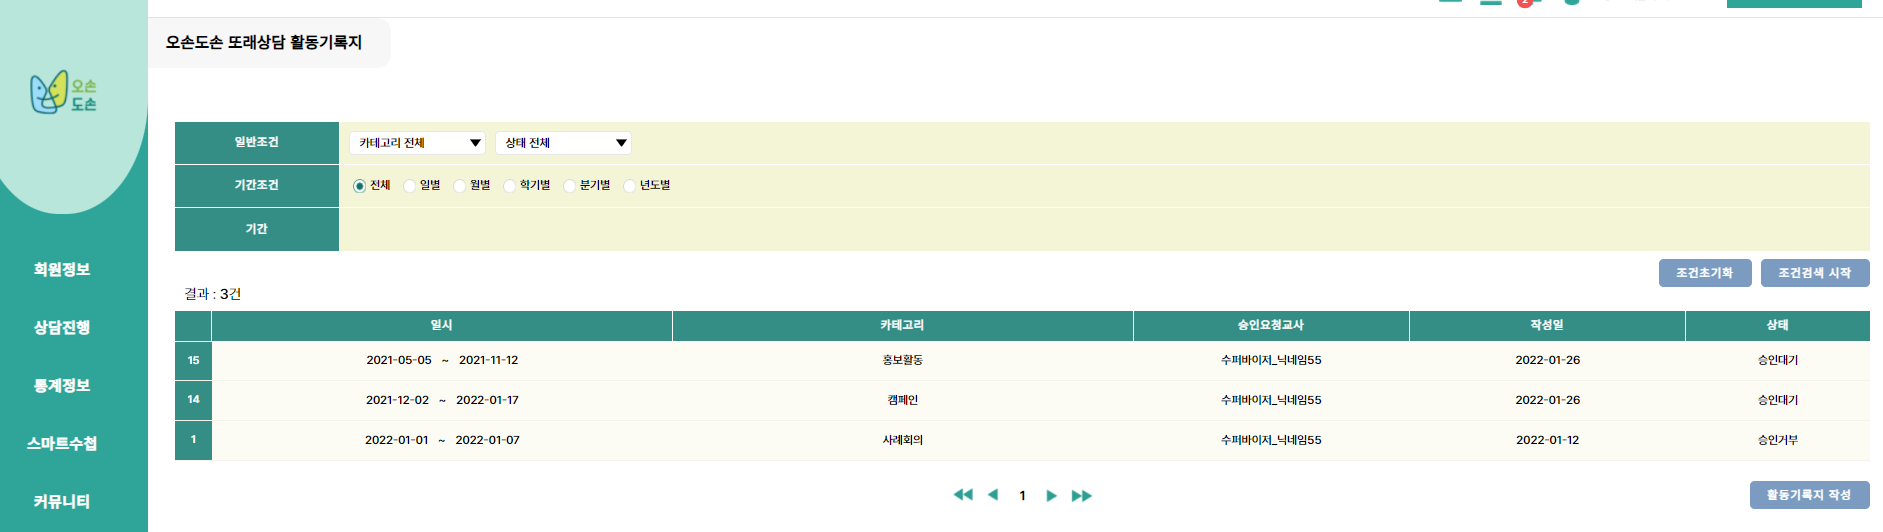 2
오손도손 또래상담 활동기록지
오손
도손
일반조건 카테고리 전체 상태 전체
기간조건 전체 일별 월별 학기별 분기별 년도별
기간
회원정보
상담진행
통계정보
스마트수첩
커뮤니티
조건초기화 조건검색 시작
결과 : 3건
일시 카테고리 승인요청교사 작성일 상태
15 2021-05-05 ~ 2021-11-12 홍보활동 수퍼바이저_닉네임55 2022-01-26 승인대기
14 2021-12-02 ~ 2022-01-17 캠페인 수퍼바이저_닉네임55 2022-01-26 승인대기
1 2022-01-01 ~ 2022-01-07 사례회의 수퍼바이저_닉네임55 2022-01-12 승인거부
1
활동기록지 작성